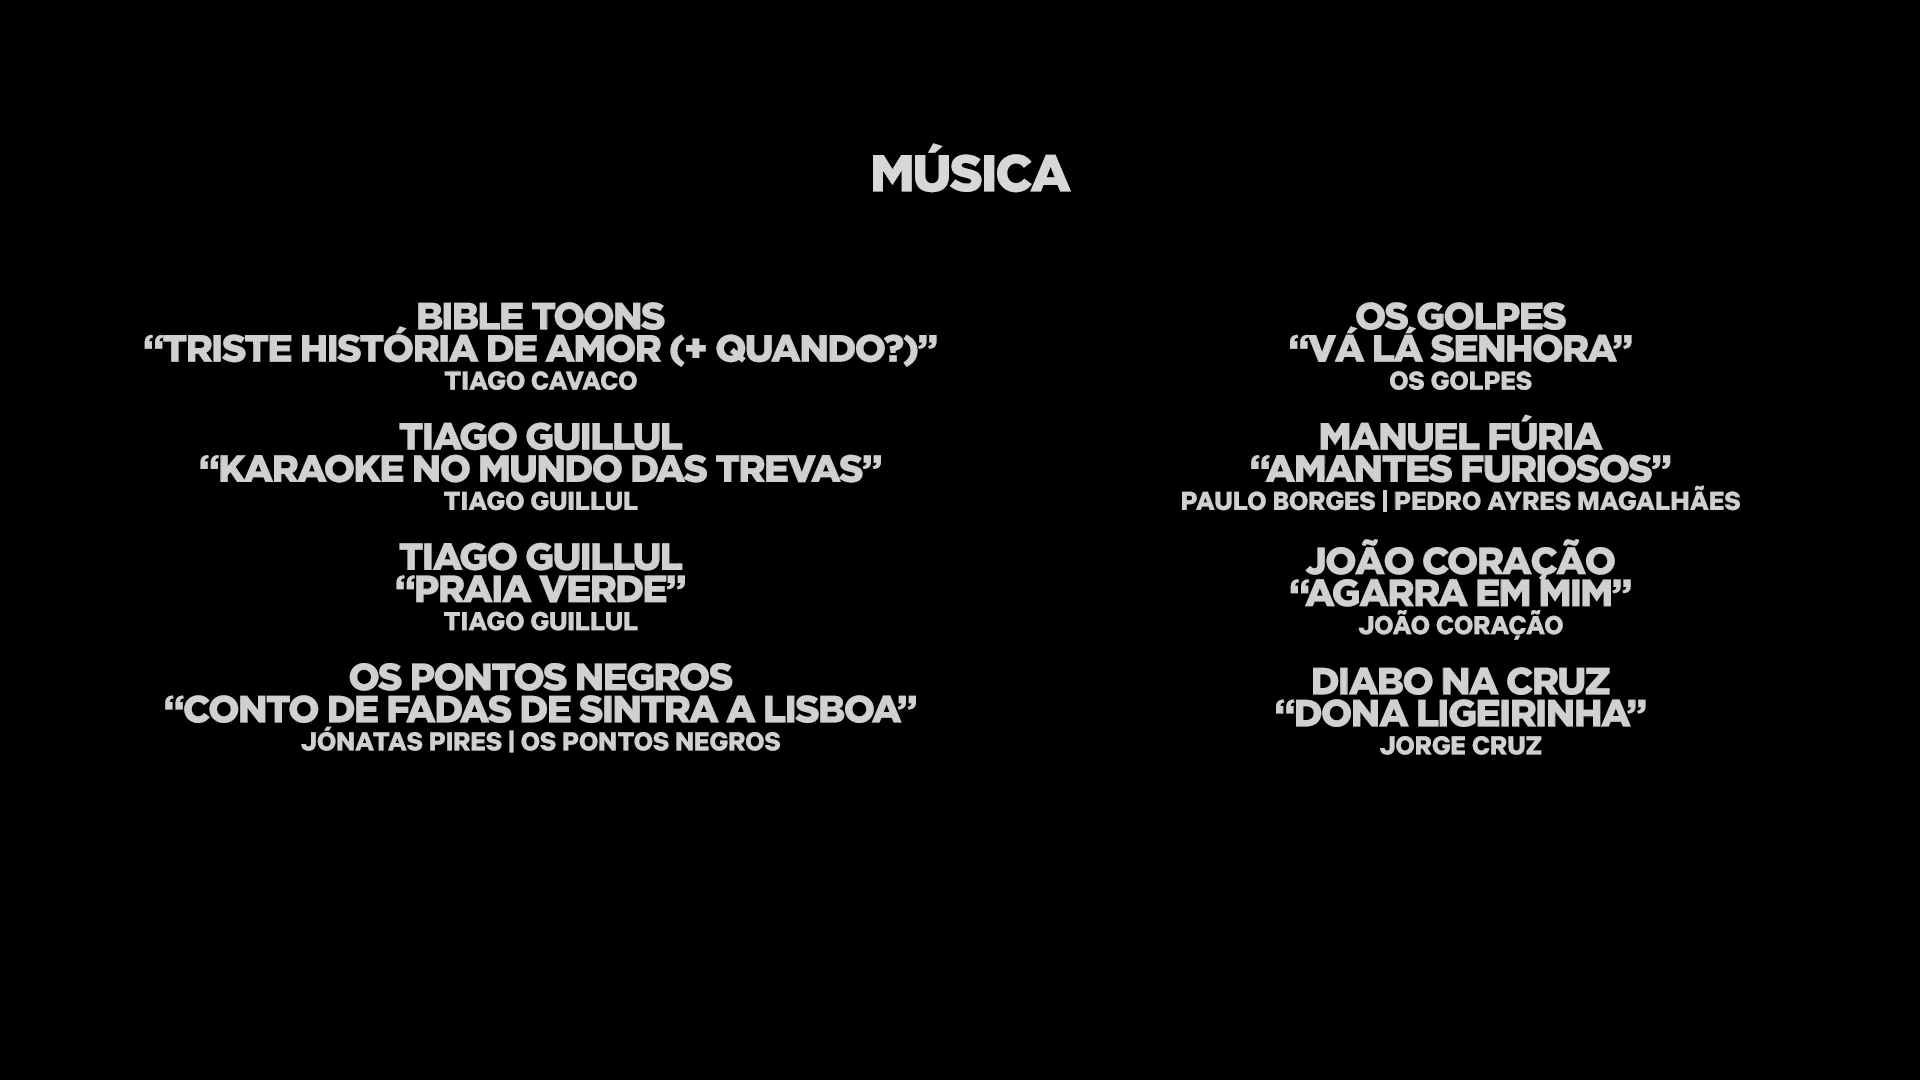 MÚSICA
BIBLE TOONS
“TRISTE HISTÓRIA DE AMOR (+ QUANDO?)”
TIAGO CAVACO
TIAGO GUILLUL
“KARAOKE NO MUNDO DAS TREVAS”
TIAGO GUILLUL
TIAGO GUILLUL
“PRAIA VERDE”
TIAGO GUILLUL
OS PONTOS NEGROS
“CONTO DE FADAS DE SINTRA A LISBOA”
JÓNATAS PIRES | OS PONTOS NEGROS
OS GOLPES
“VÁ LÁ SENHORA”
OS GOLPES
MANUEL FÚRIA
“AMANTES FURIOSOS”
PAULO BORGES | PEDRO AYRES MAGALHÃES
JOÃO CORAÇÃO
“AGARRA EM MIM”
JOÃO CORAÇÃO
DIABO NA CRUZ
“DONA LIGEIRINHA”
JORGE CRUZ